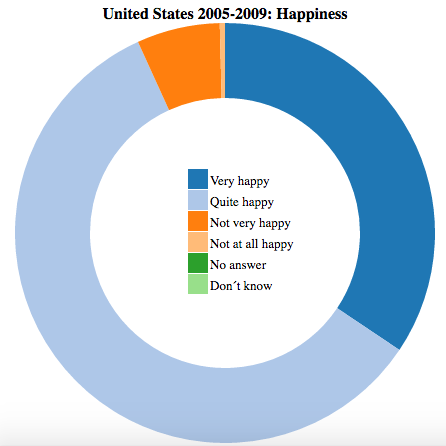 United States 2005-2009: Happiness
Very happy
Quite happy
Not very happy
Not at all happy
No answer
Don´t know